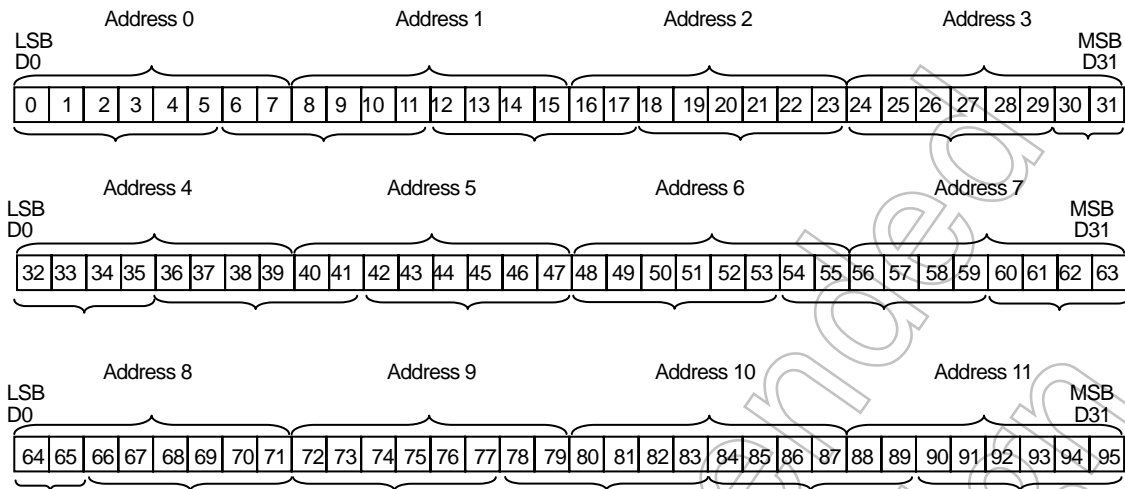 Address 0 Address 1 Address 2 Address 3
LSB MSB
D0 D31
0 1 2 3 4 5 6 7 8 9 10 11 12 13 14 15 16 17 18 19 20 21 22 23 24 25 26 27 28 29 30 31
Address 4 Address 5 Address 6 Address 7
LSB MSB
D0 D31
32 33 34 35 36 37 38 39 40 41 42 43 44 45 46 47 48 49 50 51 52 53 54 55 56 57 58 59 60 61 62 63
Address 8 Address 9 Address 10 Address 11
LSB MSB
D0 D31
64 65 66 67 68 69 70 71 72 73 74 75 76 77 78 79 80 81 82 83 84 85 86 87 88 89 90 91 92 93 94 95